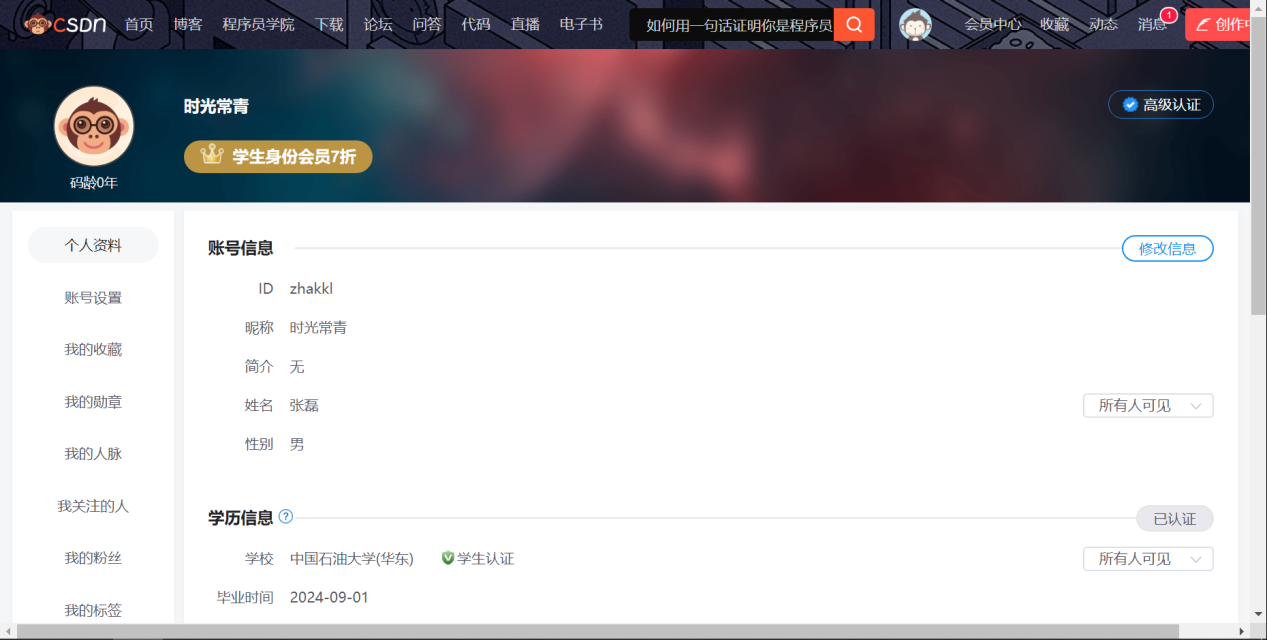 CSDN 首页 博客 程序员学院 下载 论坛 问答 代码 直播 电子书 如何用一句话证明你是程序员 会员中心 收藏 动态 消息 1 创作中
时光常青
高级认证
学生身份会员7折
码龄0年
个人资料
账号设置
我的收藏
我的勋章
我的人脉
我关注的人
我的粉丝
我的标签
账号信息 修改信息
ID zhakkl
昵称 时光常青
简介 无
姓名 张磊 所有人可见
性别 男
学历信息 ? 已认证
学校 中国石油大学(华东) 学生认证 所有人可见
毕业时间 2024-09-01